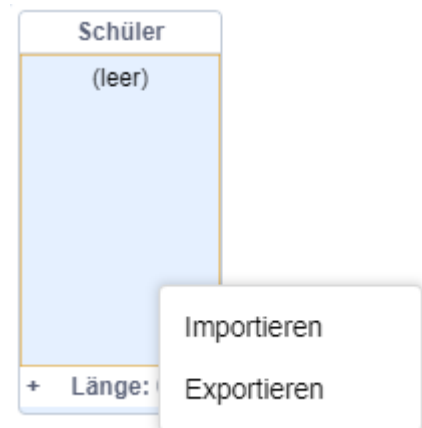 Schüler
(leer)
Importieren
+ Länge:
Exportieren